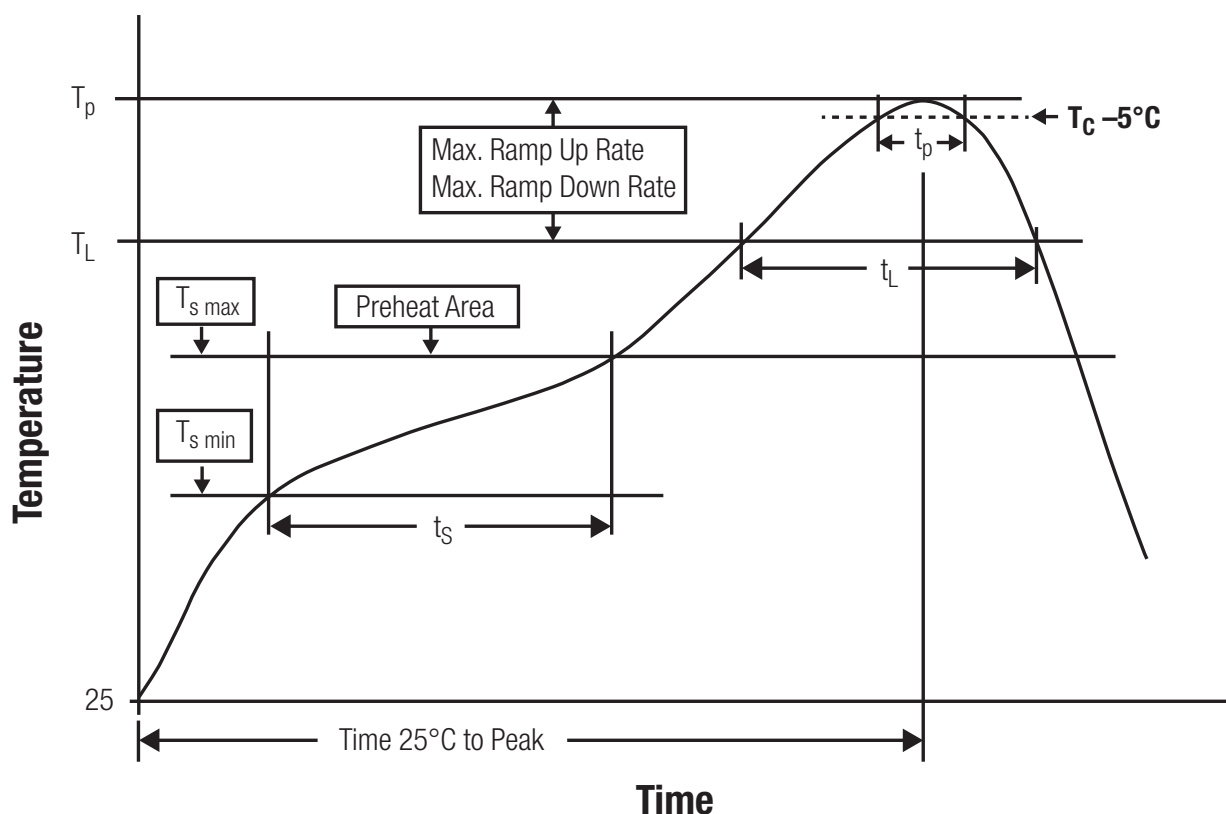 Tp
TC –5°C
Max. Ramp Up Rate
Max. Ramp Down Rate
tp
TL
tL
Ts max
Preheat Area
Ts min
tS
Temperature
25
Time 25°C to Peak
Time